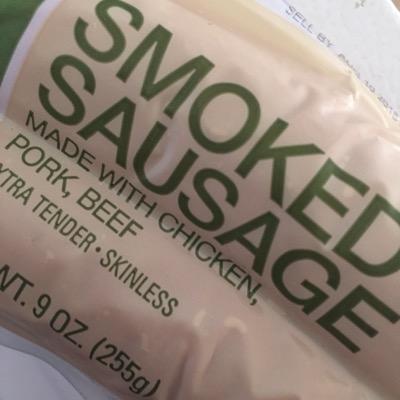 SELL BY
SMOKED
SAUSAGE
MADE WITH CHICKEN,
PORK, BEEF
XTRA TENDER • SKINLESS
WT. 9 OZ. (255g)